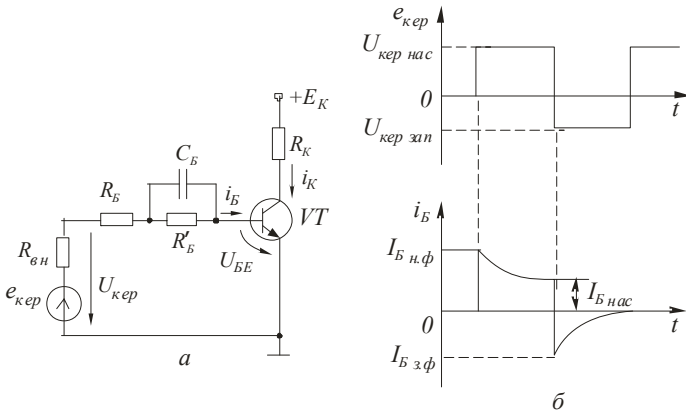 +E_К
R_К
C_Б
i_К
R_Б
i_Б
VT
R′_Б
R_вн
U_БЕ
e_кер
U_кер
а
e_кер
U_кер нас
0
t
U_кер зап
i_Б
I_Б н.ф
I_Б нас
0
t
I_Б з.ф
б